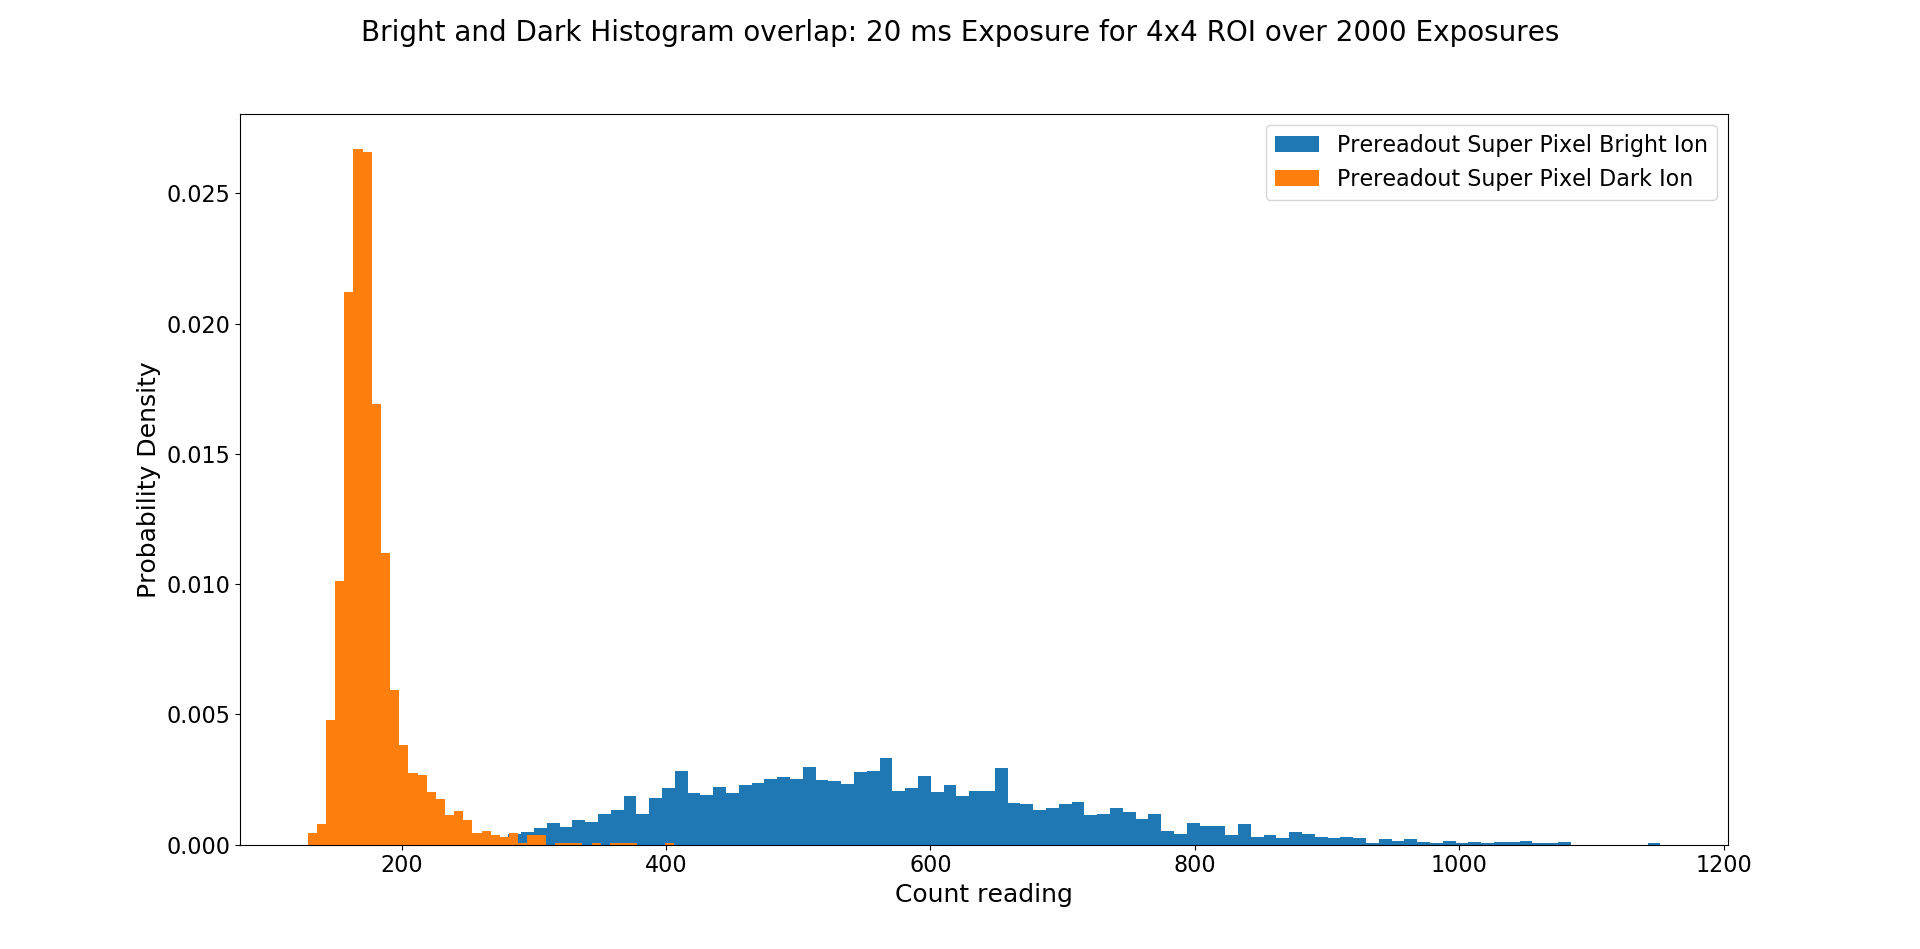 Bright and Dark Histogram overlap: 20 ms Exposure for 4x4 ROI over 2000 Exposures
Prereadout Super Pixel Bright Ion
Prereadout Super Pixel Dark Ion
0.025
0.020
0.015
0.010
0.005
0.000
Probability Density
200 400 600 800 1000 1200
Count reading